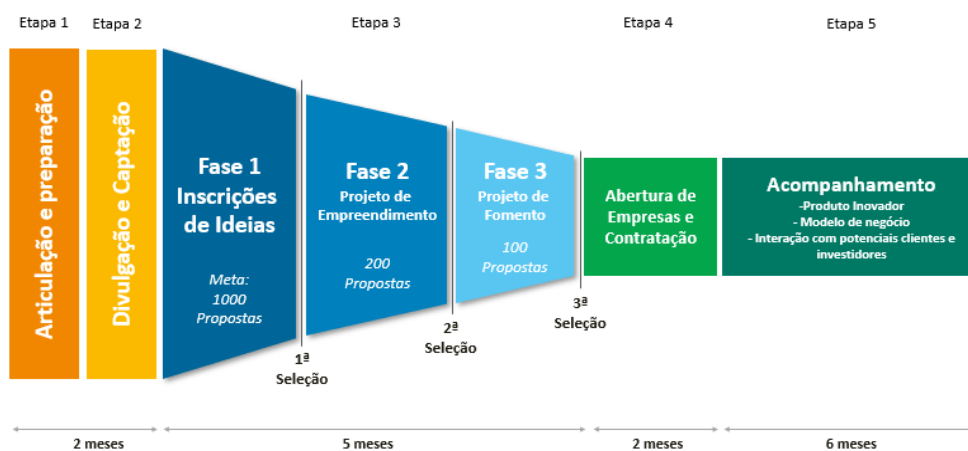 Etapa 1
Etapa 2
Etapa 3
Etapa 4
Etapa 5
Articulação e preparação
Divulgação e Captação
Fase 1
Inscrições
de Ideias
Meta:
1000
Propostas
Fase 2
Projeto de
Empreendimento
200
Propostas
Fase 3
Projeto de
Fomento
100
Propostas
Abertura de
Empresas e
Contratação
Acompanhamento
-Produto Inovador
- Modelo de negócio
- Interação com potenciais clientes e
investidores
1ª
Seleção
2ª
Seleção
3ª
Seleção
2 meses
5 meses
2 meses
6 meses